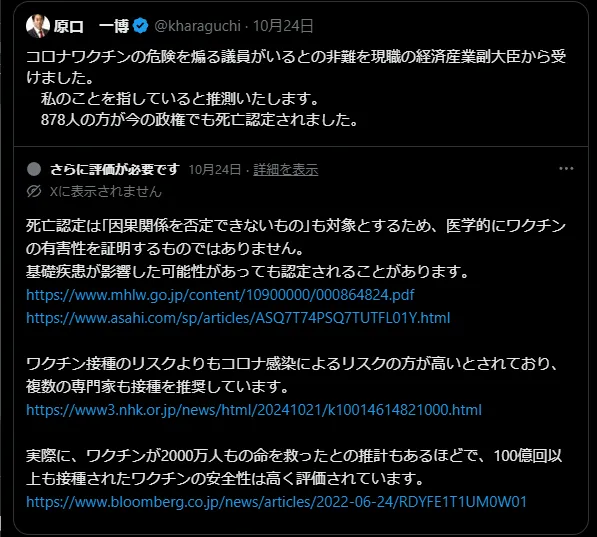 原口　一博 @kharaguchi · 10月24日
コロナワクチンの危険を煽る議員がいるとの非難を現職の経済産業副大臣から受
けました。
　私のことを指していると推測いたします。
　878人の方が今の政権でも死亡認定されました。
さらに評価が必要です 10月24日 · 詳細を表示
Xに表示されません
死亡認定は｢因果関係を否定できないもの｣も対象とするため、医学的にワクチン
の有害性を証明するものではありません。
基礎疾患が影響した可能性があっても認定されることがあります。
https://www.mhlw.go.jp/content/10900000/000864824.pdf
https://www.asahi.com/sp/articles/ASQ7T74PSQ7TUTFL01Y.html
ワクチン接種のリスクよりもコロナ感染によるリスクの方が高いとされており、
複数の専門家も接種を推奨しています。
https://www3.nhk.or.jp/news/html/20241021/k10014614821000.html
実際に、ワクチンが2000万人もの命を救ったとの推計もあるほどで、100億回以
上も接種されたワクチンの安全性は高く評価されています。
https://www.bloomberg.co.jp/news/articles/2022-06-24/RDYFE1T1UM0W01